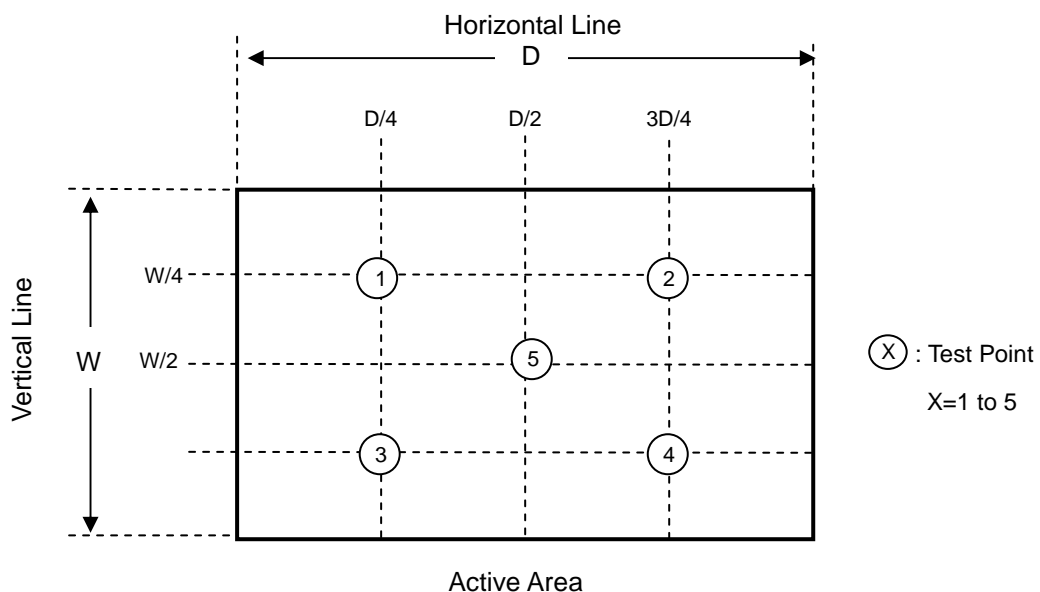 Horizontal Line
D
D/4 D/2 3D/4
W/4
1 2
Vertical Line
W
W/2
5
X : Test Point
X=1 to 5
3 4
Active Area